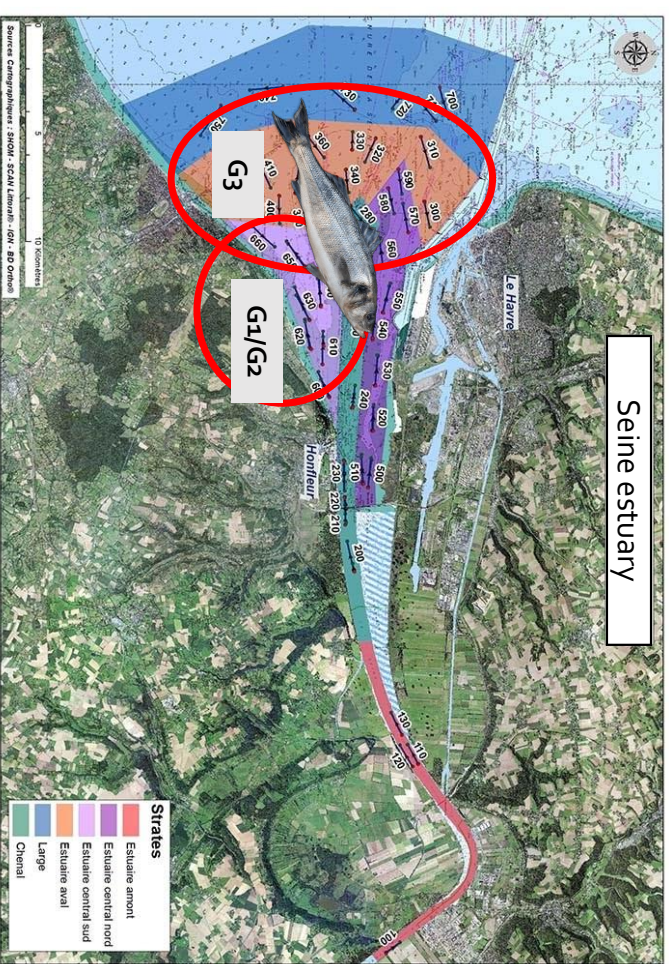 Seine estuary
Le Havre
Honfleur
G3
G1/G2
700
720
730
750
310
320
330
340
360
410
400
300
590
580
570
560
550
540
530
520
510
500
280
240
230
220
210
200
660
630
620
610
130
110
120
100
0
5
10 Kilomètres
Sources Cartographiques : SHOM - SCAN Littoral® - IGN - BD Ortho®
Strates
Estuaire amont
Estuaire central nord
Estuaire central sud
Estuaire aval
Large
Chenal